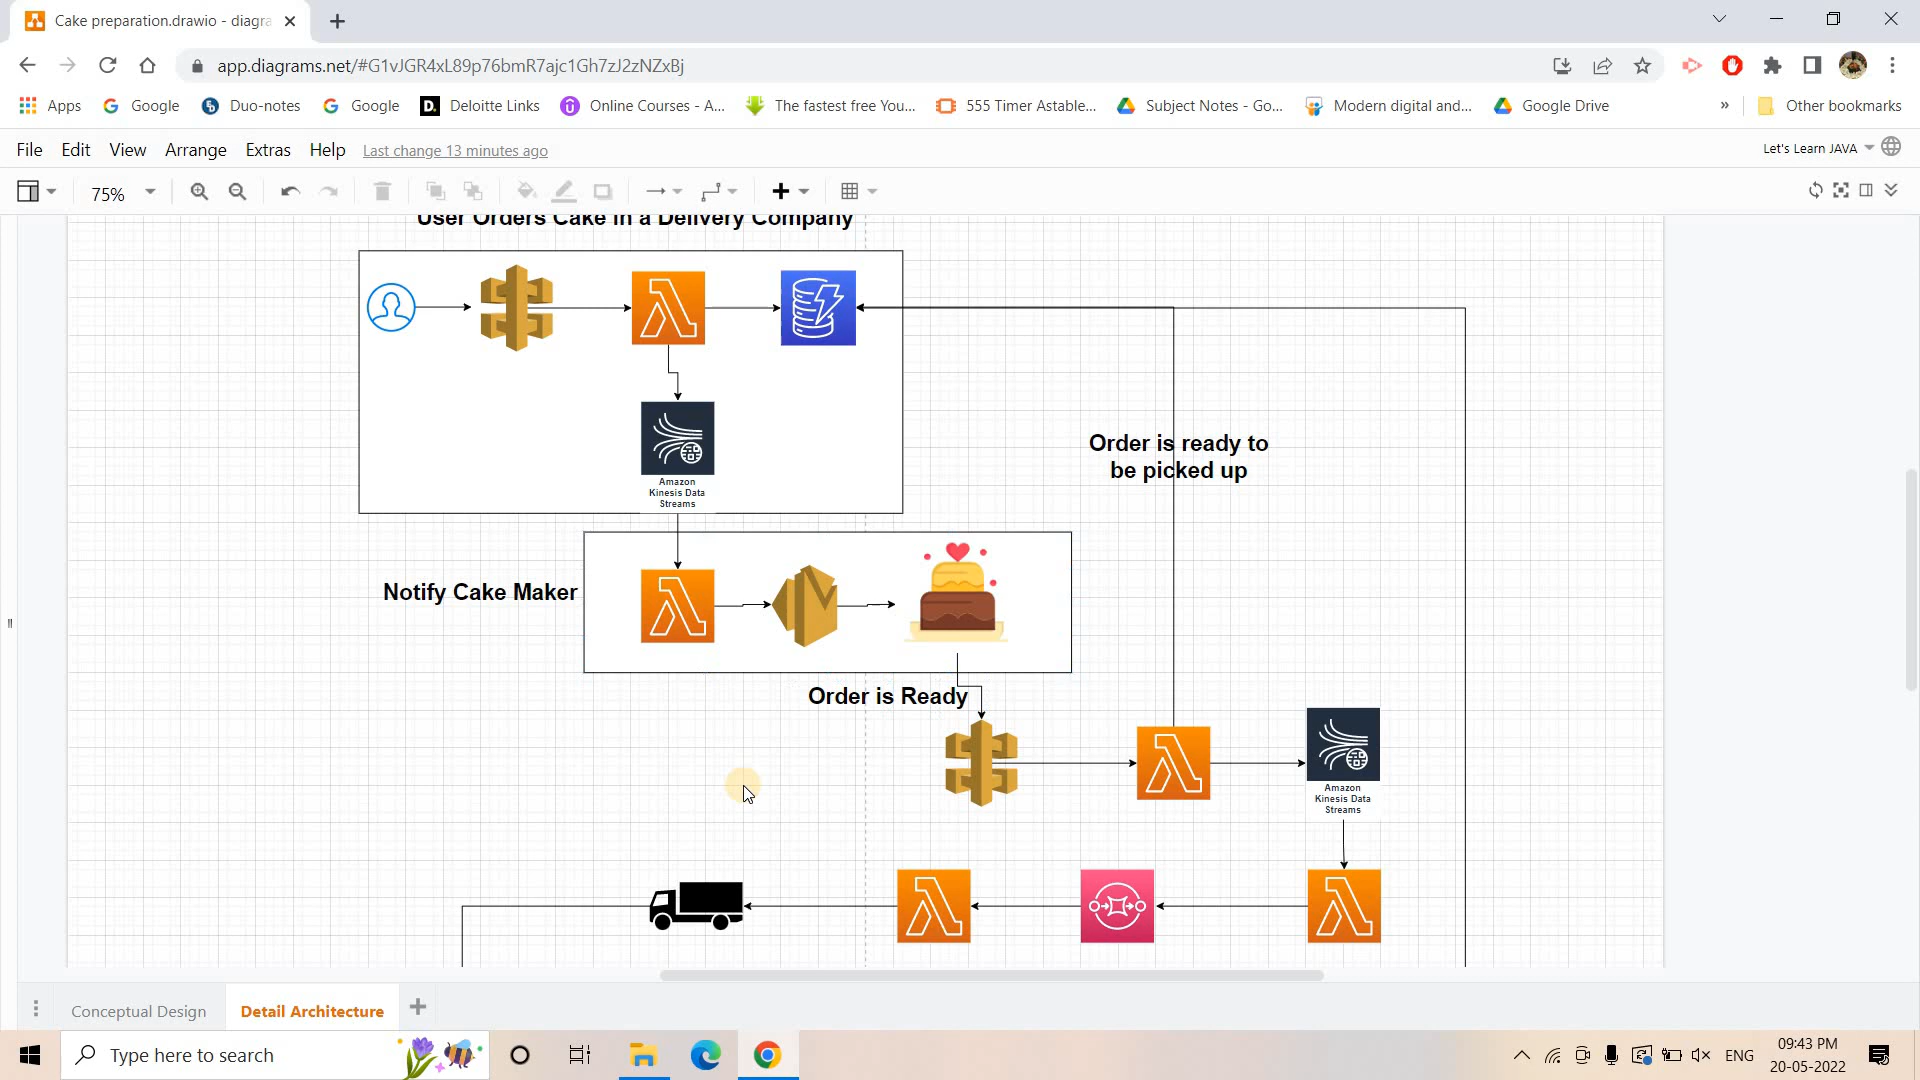 Cake preparation.drawio - diagra
app.diagrams.net/#G1vJGR4xL89p76bmR7ajc1Gh7zJ2zNZxBj
Apps
Google
Duo-notes
Google
D.
Deloitte Links
Online Courses - A...
The fastest free You...
555 Timer Astable...
Subject Notes - Go...
Modern digital and...
Google Drive
»
Other bookmarks
File
Edit
View
Arrange
Extras
Help
Last change 13 minutes ago
Let's Learn JAVA
75%
User Orders Cake in a Delivery Company
Amazon
Kinesis Data
Streams
Order is ready to
be picked up
Notify Cake Maker
Order is Ready
Amazon
Kinesis Data
Streams
Conceptual Design
Detail Architecture
Type here to search
ENG
09:43 PM
20-05-2022